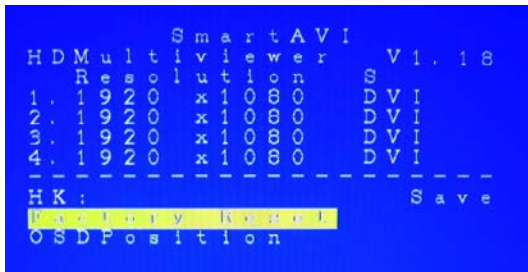 SmartAVI
HDMultiviewer V1.18
Resolution S
1. 1920 x1080 DVI
2. 1920 x1080 DVI
3. 1920 x1080 DVI
4. 1920 x1080 DVI
HK: Save
Factory Reset
OSDPosition